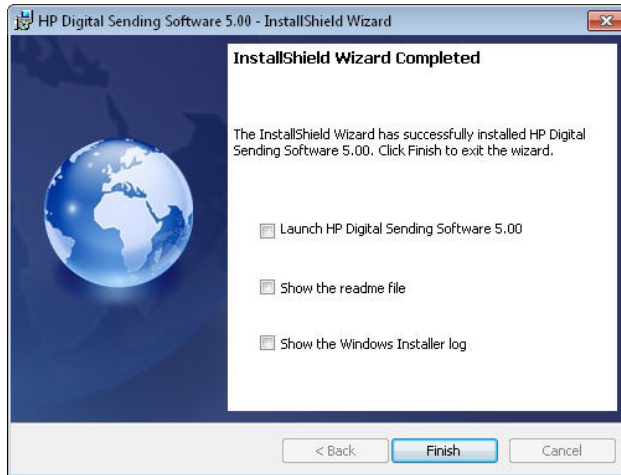 HP Digital Sending Software 5.00 - InstallShield Wizard
InstallShield Wizard Completed
The InstallShield Wizard has successfully installed HP Digital
Sending Software 5.00. Click Finish to exit the wizard.
Launch HP Digital Sending Software 5.00
Show the readme file
Show the Windows Installer log
< Back
Finish
Cancel